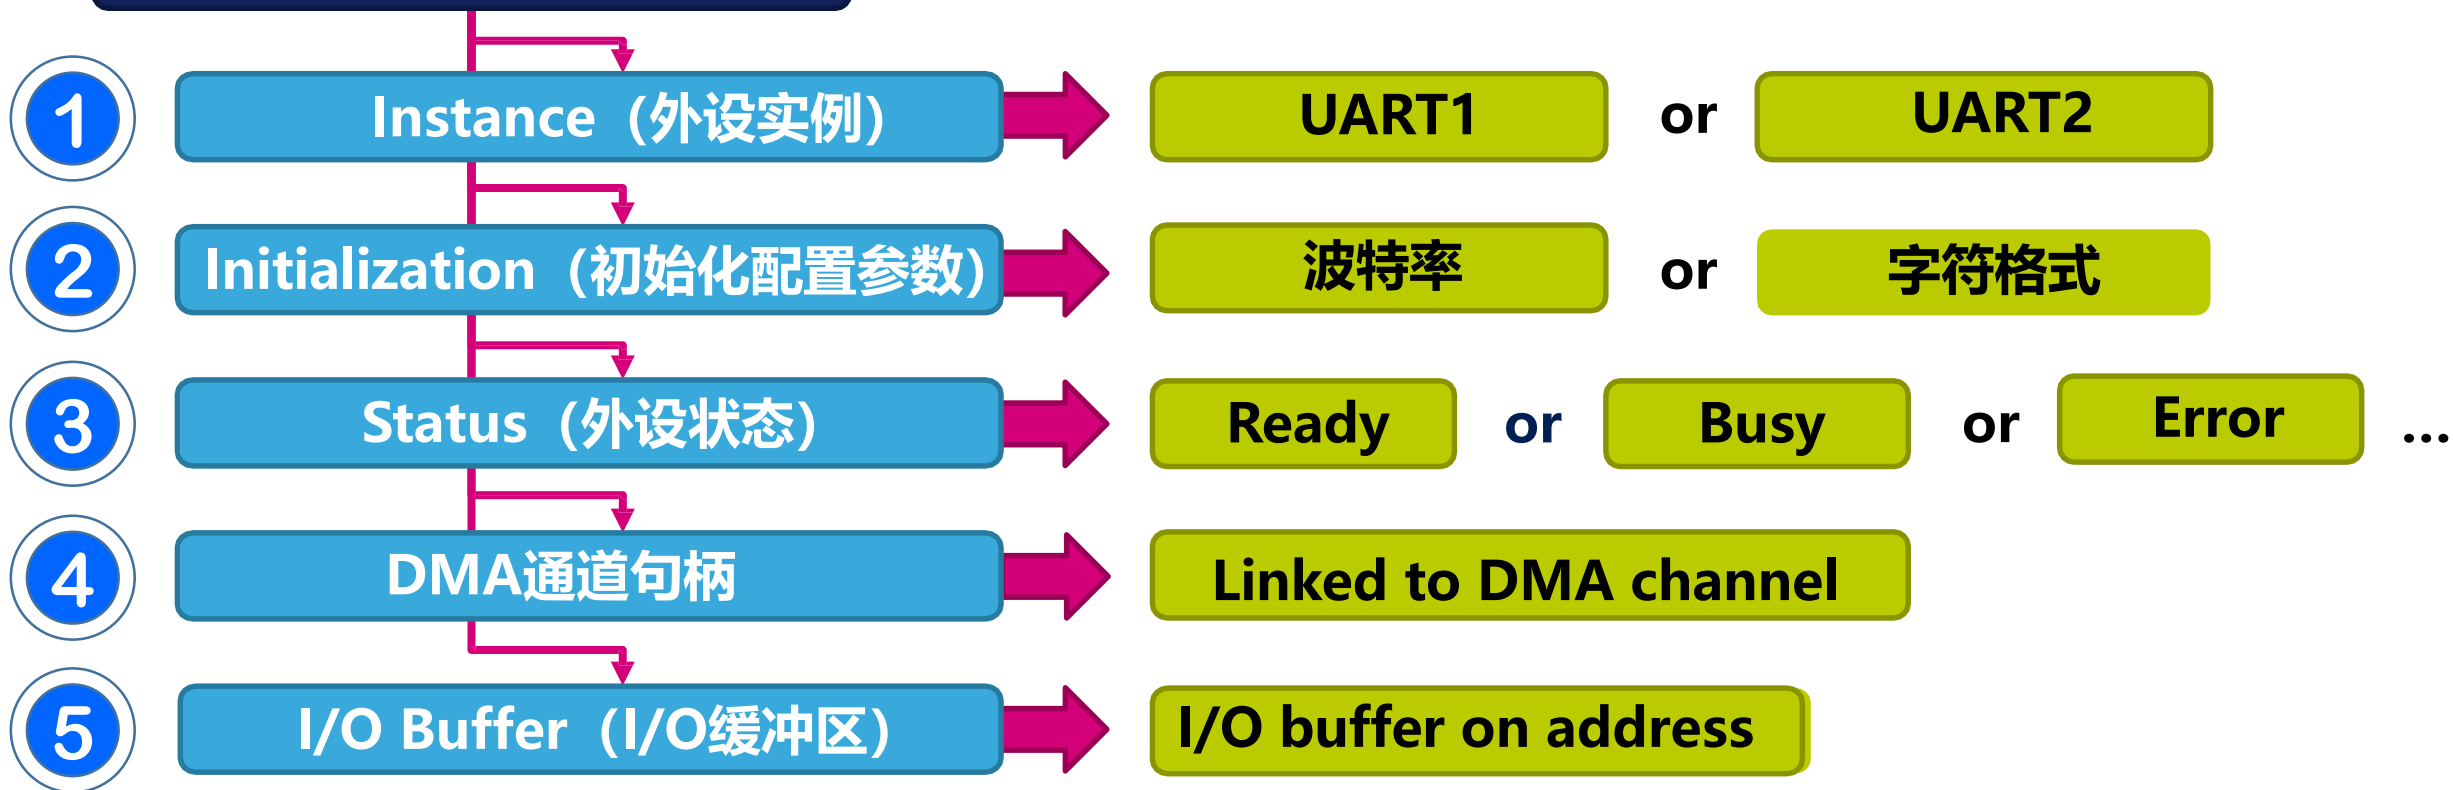 1 Instance（外设实例） UART1 or UART2
2 Initialization（初始化配置参数） 波特率 or 字符格式
3 Status（外设状态） Ready or Busy or Error ...
4 DMA通道句柄 Linked to DMA channel
5 I/O Buffer（I/O缓冲区） I/O buffer on address